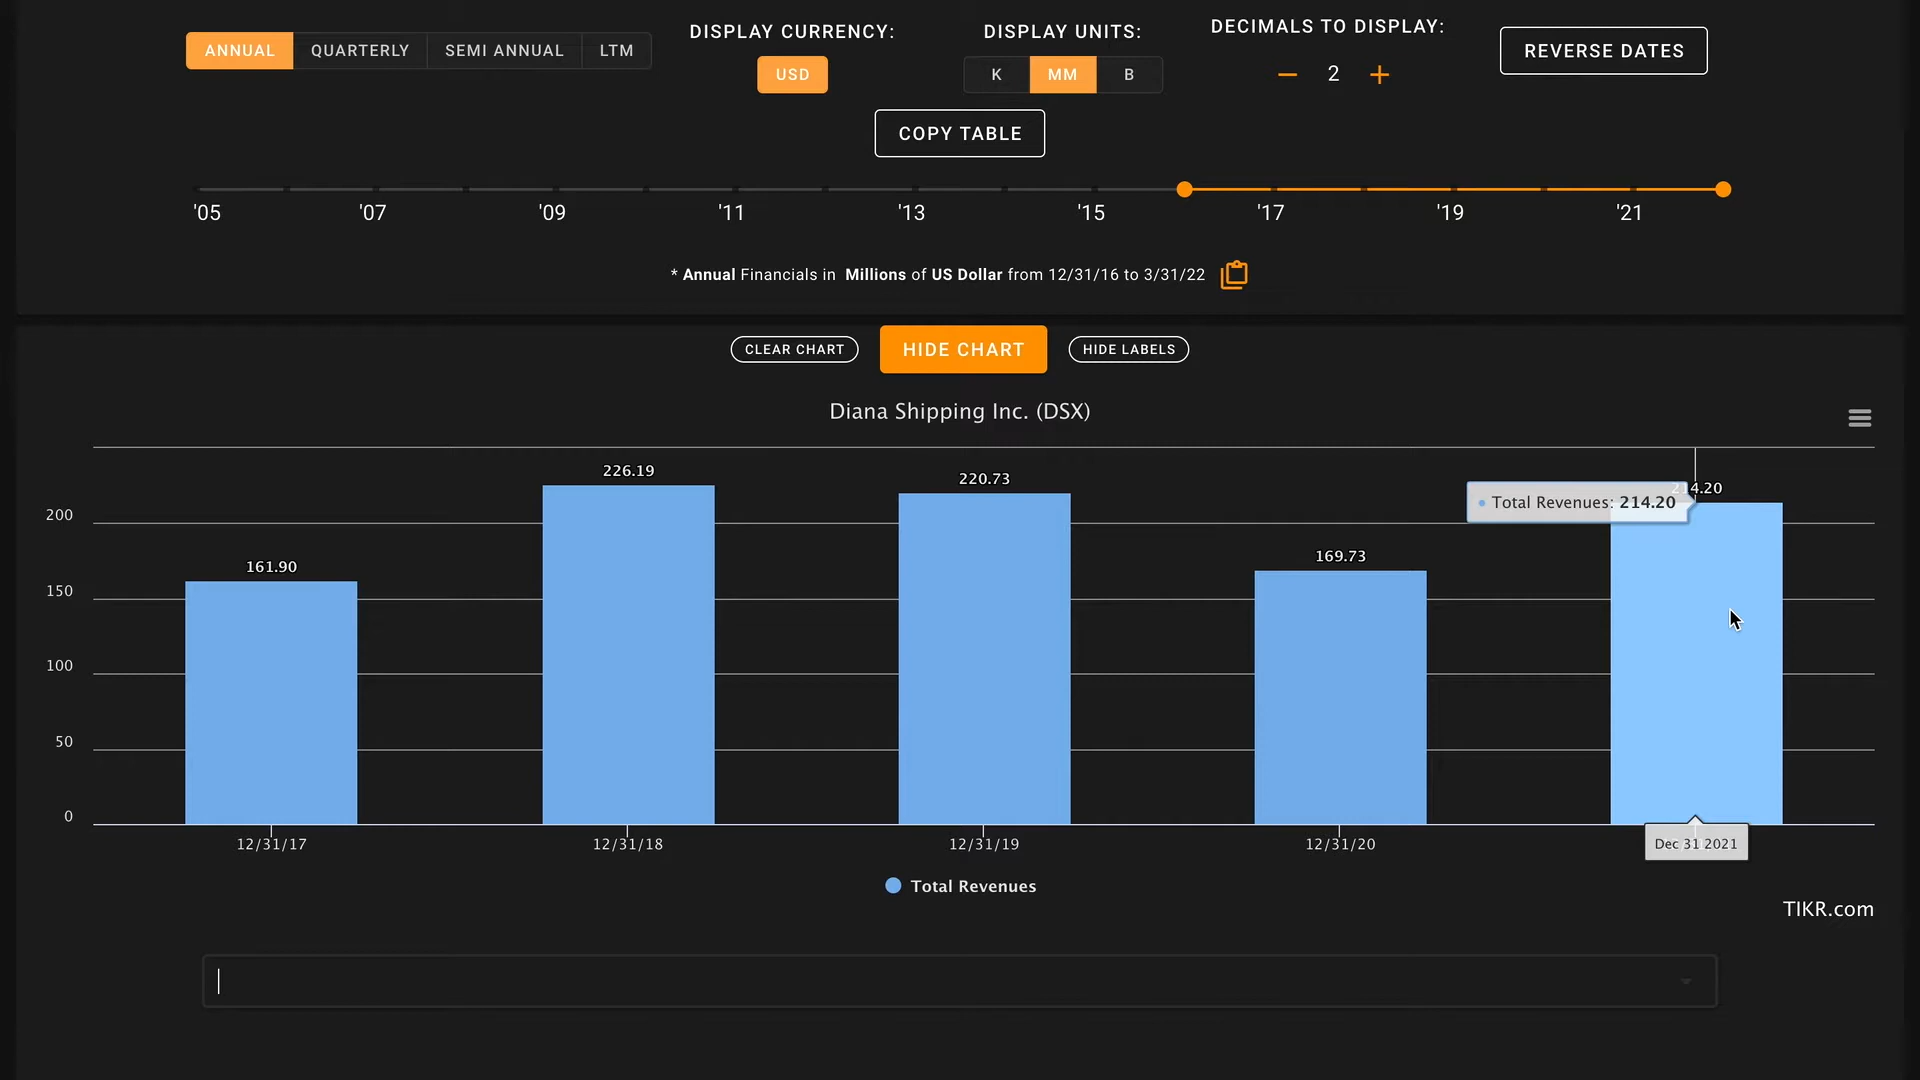 ANNUAL QUARTERLY SEMI ANNUAL LTM
DISPLAY CURRENCY:
USD
DISPLAY UNITS:
K MM B
DECIMALS TO DISPLAY:
— 2 +
REVERSE DATES
COPY TABLE
'05 '07 '09 '11 '13 '15 '17 '19 '21
* Annual Financials in Millions of US Dollar from 12/31/16 to 3/31/22
CLEAR CHART HIDE CHART HIDE LABELS
Diana Shipping Inc. (DSX)
161.90 226.19 220.73 169.73 214.20
Total Revenues: 214.20
200
150
100
50
0
12/31/17 12/31/18 12/31/19 12/31/20 Dec 31 2021
Total Revenues
TIKR.com